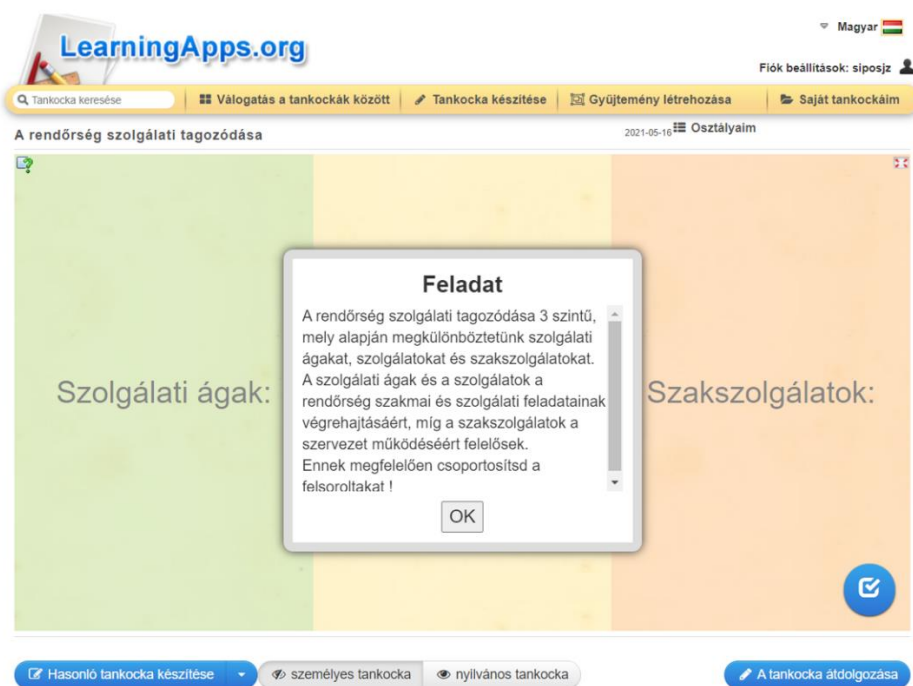 LearningApps.org
Magyar
Fiók beállítások: siposjz
Tankocka keresése
Válogatás a tankockák között
Tankocka készítése
Gyűjtemény létrehozása
Saját tankockáim
A rendőrség szolgálati tagozódása
2021-05-16 Osztályaim
Szolgálati ágak:
Feladat
A rendőrség szolgálati tagozódása 3 szintű,
mely alapján megkülönböztetünk szolgálati
ágakat, szolgálatokat és szakszolgálatokat.
A szolgálati ágak és a szolgálatok a
rendőrség szakmai és szolgálati feladatainak
végrehajtásáért, míg a szakszolgálatok a
szervezet működéséért felelősek.
Ennek megfelelően csoportosítsd a
felsoroltakat !
OK
Szakszolgálatok:
Hasonló tankocka készítése
személyes tankocka
nyilvános tankocka
A tankocka átdolgozása